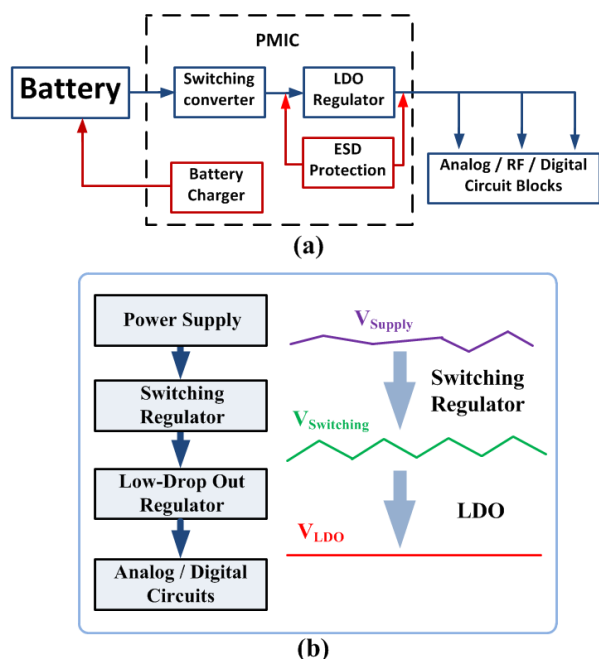 PMIC
Battery
Switching
converter
LDO
Regulator
ESD
Protection
Battery
Charger
Analog / RF / Digital
Circuit Blocks
(a)
Power Supply
Switching
Regulator
Low-Drop Out
Regulator
Analog / Digital
Circuits
VSupply
Switching
Regulator
VSwitching
LDO
VLDO
(b)